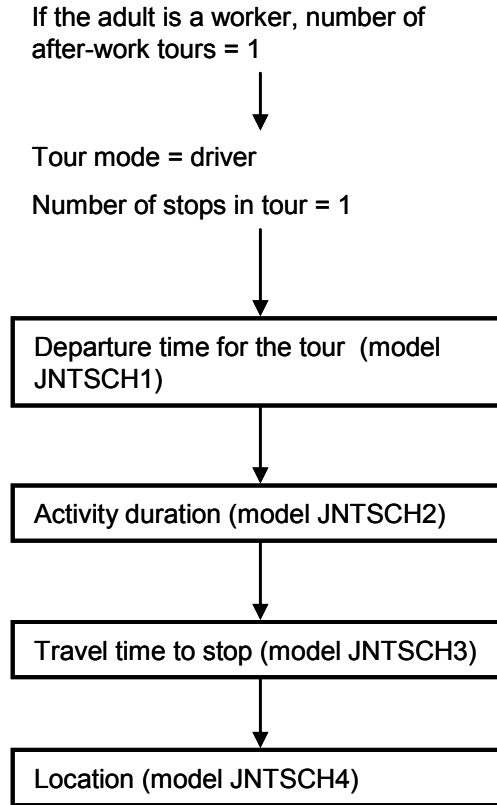 If the adult is a worker, number of
after-work tours = 1
Tour mode = driver
Number of stops in tour = 1
Departure time for the tour (model
JNTSCH1)
Activity duration (model JNTSCH2)
Travel time to stop (model JNTSCH3)
Location (model JNTSCH4)